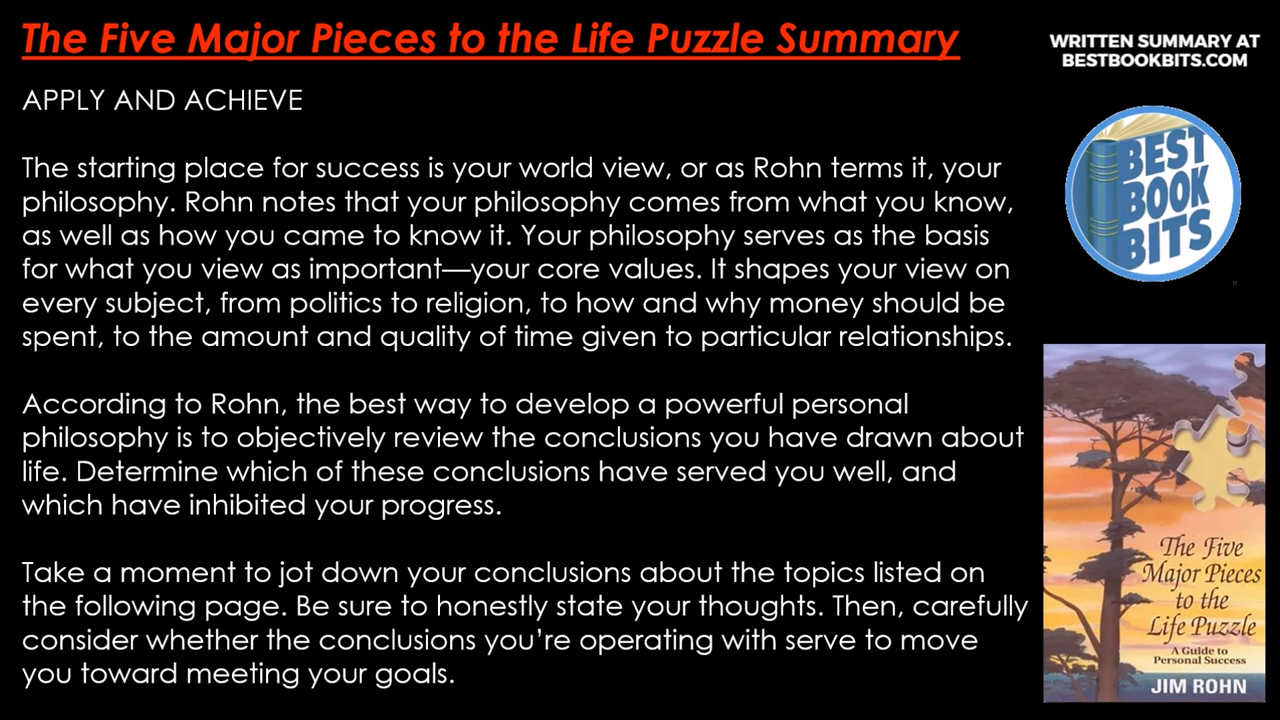 The Five Major Pieces to the Life Puzzle Summary
WRITTEN SUMMARY AT
BESTBOOKBITS.COM
APPLY AND ACHIEVE
The starting place for success is your world view, or as Rohn terms it, your
philosophy. Rohn notes that your philosophy comes from what you know,
as well as how you came to know it. Your philosophy serves as the basis
for what you view as important—your core values. It shapes your view on
every subject, from politics to religion, to how and why money should be
spent, to the amount and quality of time given to particular relationships.
According to Rohn, the best way to develop a powerful personal
philosophy is to objectively review the conclusions you have drawn about
life. Determine which of these conclusions have served you well, and
which have inhibited your progress.
Take a moment to jot down your conclusions about the topics listed on
the following page. Be sure to honestly state your thoughts. Then, carefully
consider whether the conclusions you’re operating with serve to move
you toward meeting your goals.
BEST
BOOK
BITS
The Five
Major Pieces
to the
Life Puzzle
A Guide to
Personal Success
JIM ROHN